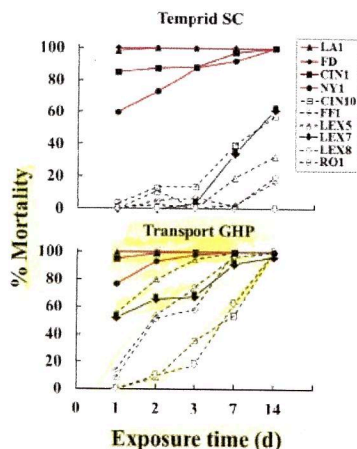 Temprid SC
100
80
60
40
20
0
LA1
FD
CIN1
NY1
CIN10
FF1
LEX5
LEX7
LEX8
RO1
% Mortality
Transport GHP
100
80
60
40
20
0
0 1 2 3 7 14
Exposure time (d)